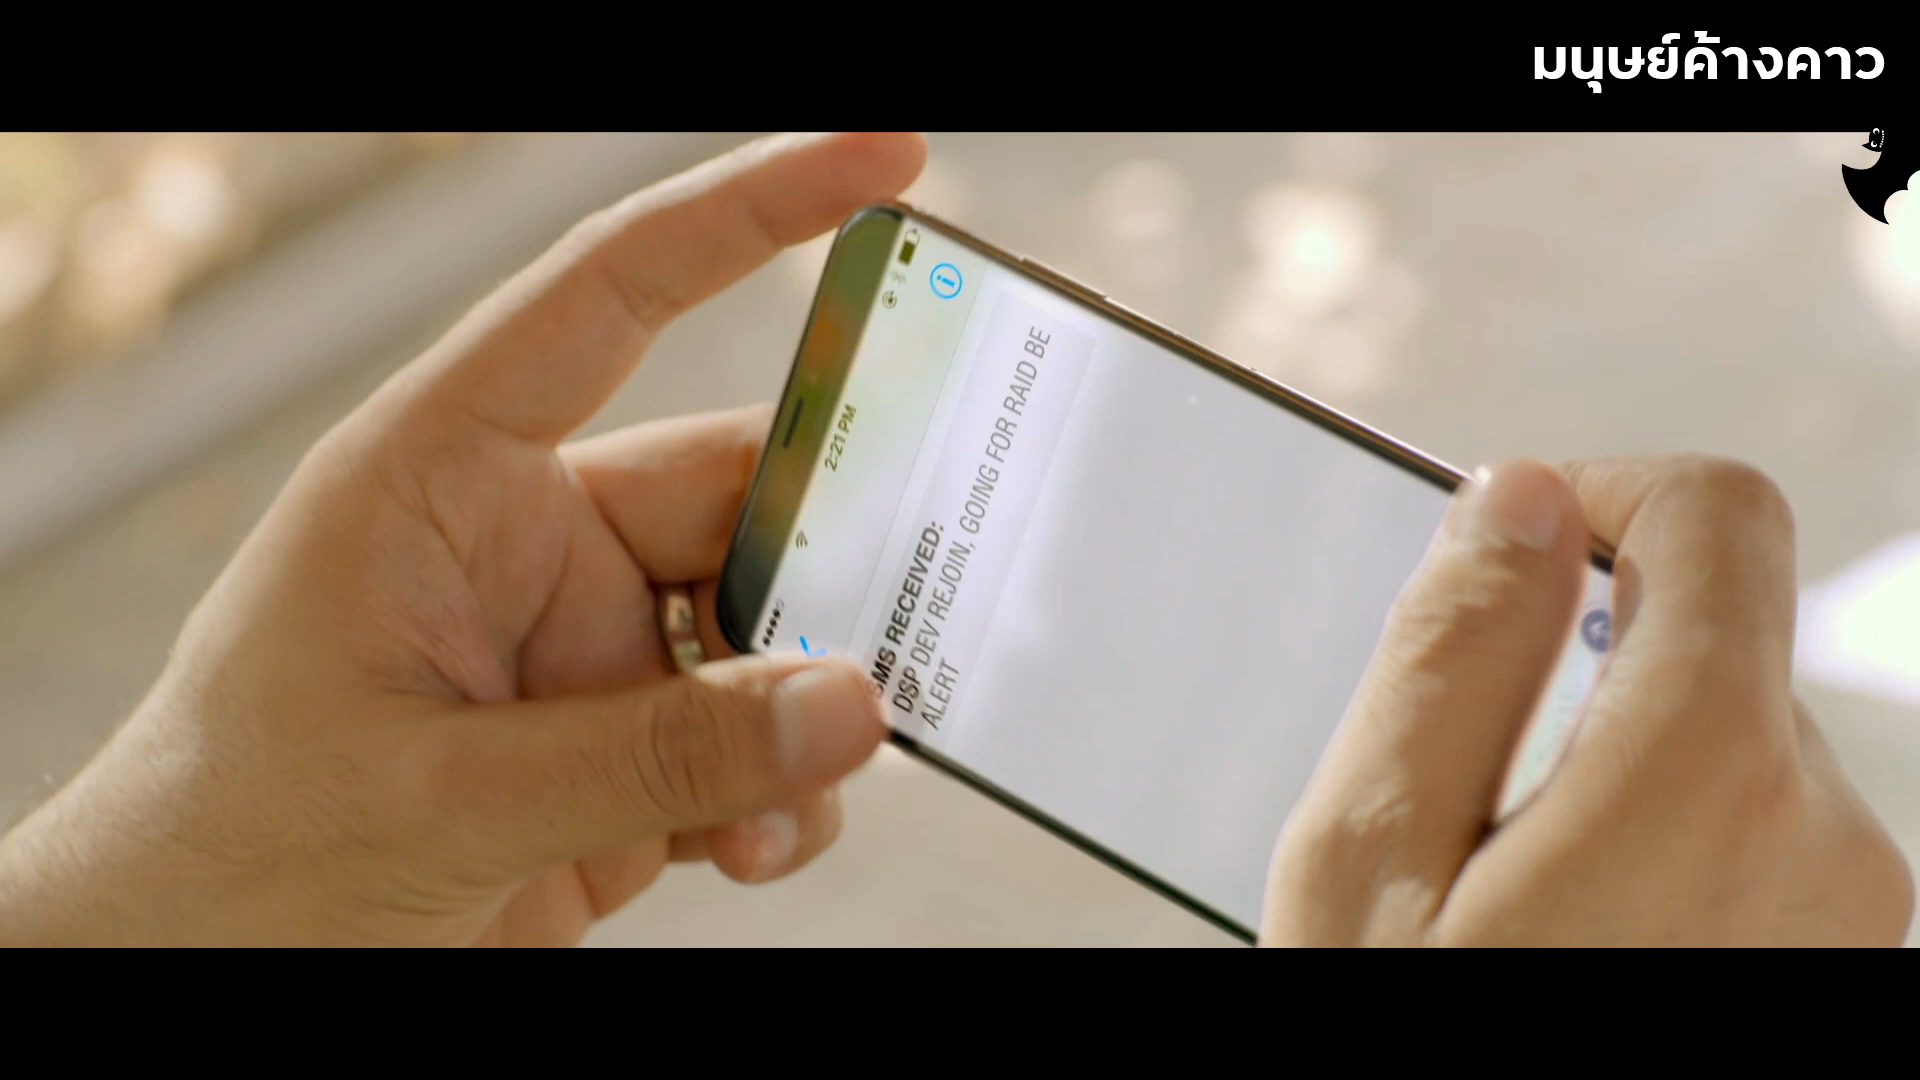 มนุษย์ค้างคาว
2:21 PM
SMS RECEIVED:
DSP DEV REJOIN, GOING FOR RAID BE
ALERT